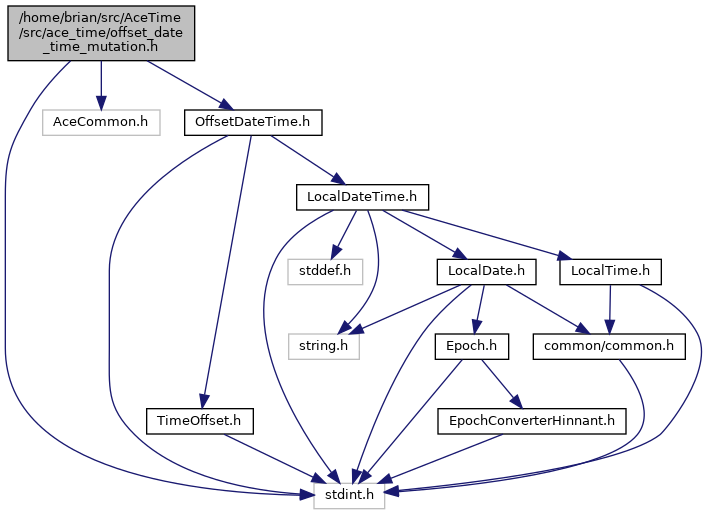 /home/brian/src/AceTime
/src/ace_time/offset_date
_time_mutation.h
AceCommon.h
OffsetDateTime.h
LocalDateTime.h
stddef.h
LocalDate.h
LocalTime.h
string.h
Epoch.h
common/common.h
TimeOffset.h
EpochConverterHinnant.h
stdint.h